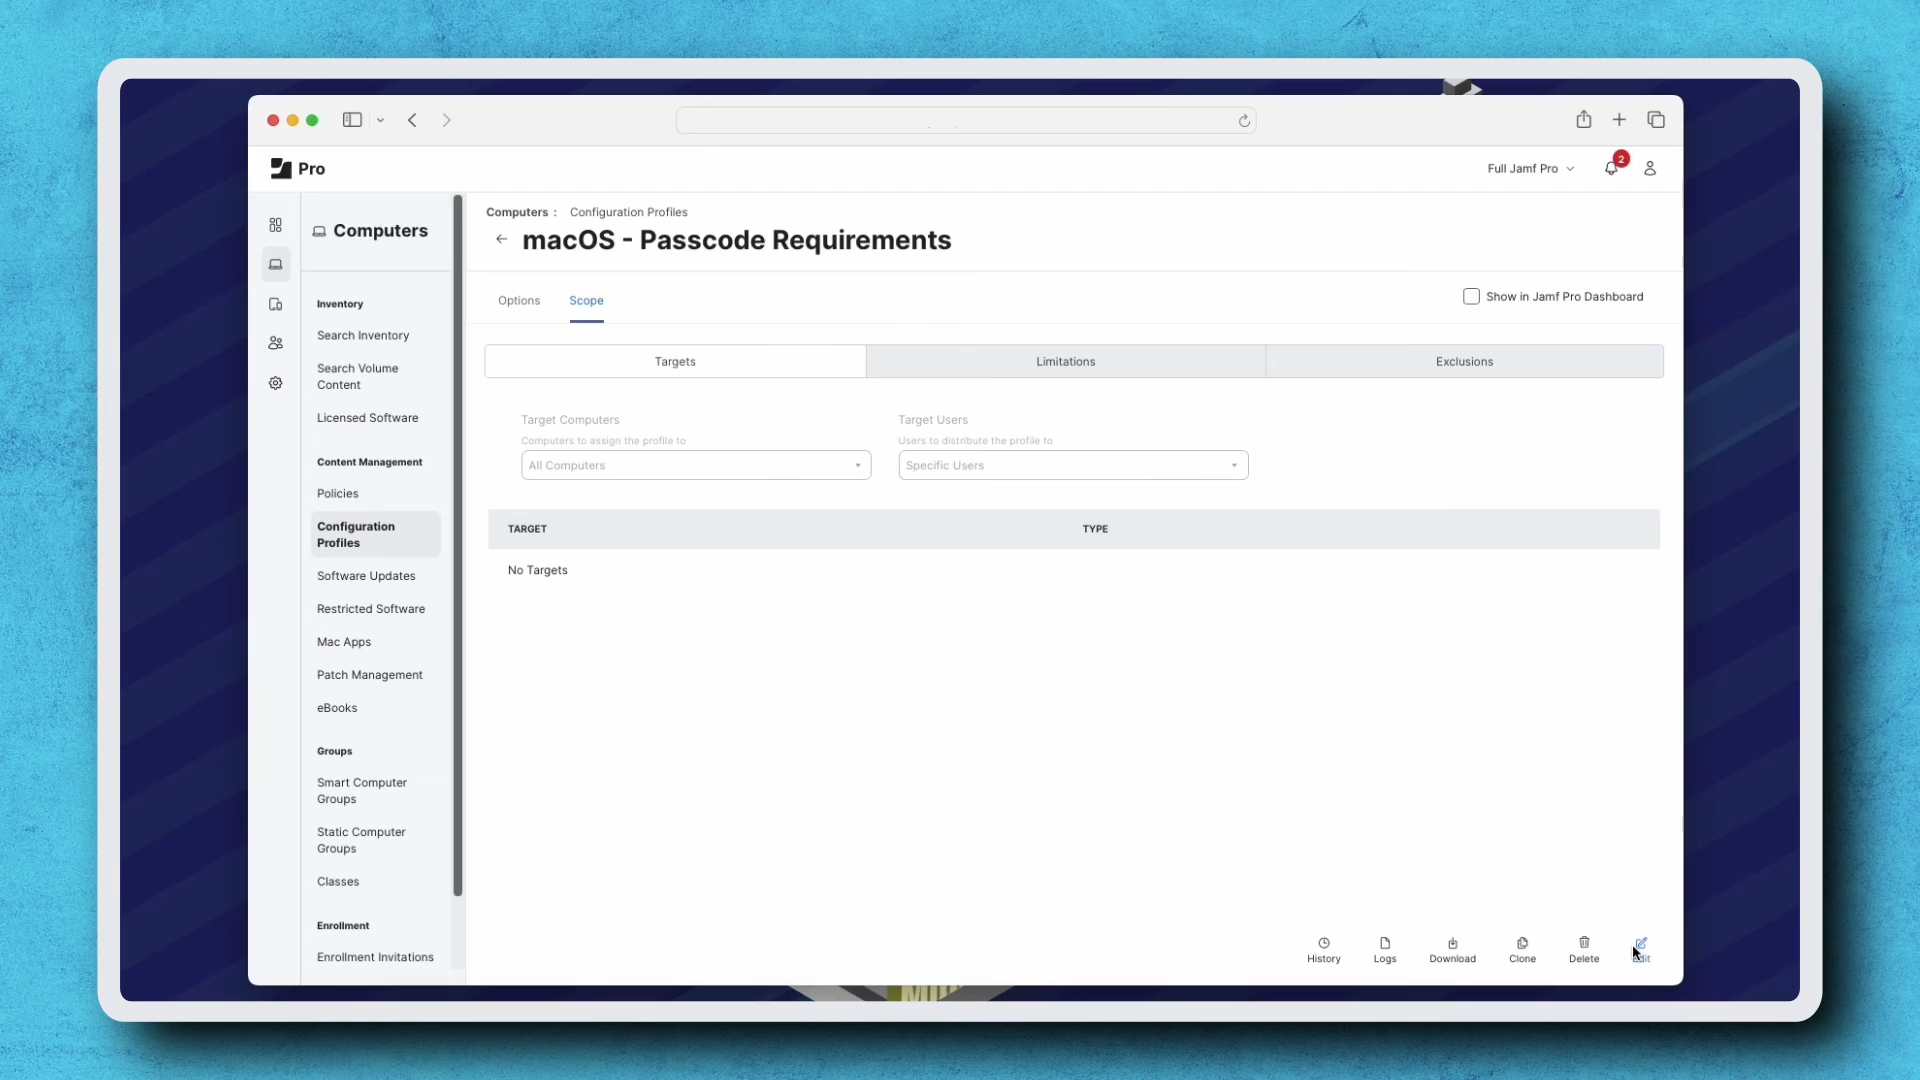 Pro
Full Jamf Pro
2
Computers
Inventory
Search Inventory
Search Volume
Content
Licensed Software
Content Management
Policies
Configuration
Profiles
Software Updates
Restricted Software
Mac Apps
Patch Management
eBooks
Groups
Smart Computer
Groups
Static Computer
Groups
Classes
Enrollment
Enrollment Invitations
Computers : Configuration Profiles
macOS - Passcode Requirements
Options Scope
Show in Jamf Pro Dashboard
Targets Limitations Exclusions
Target Computers
Computers to assign the profile to
All Computers
Target Users
Users to distribute the profile to
Specific Users
TARGET TYPE
No Targets
History Logs Download Clone Delete Edit